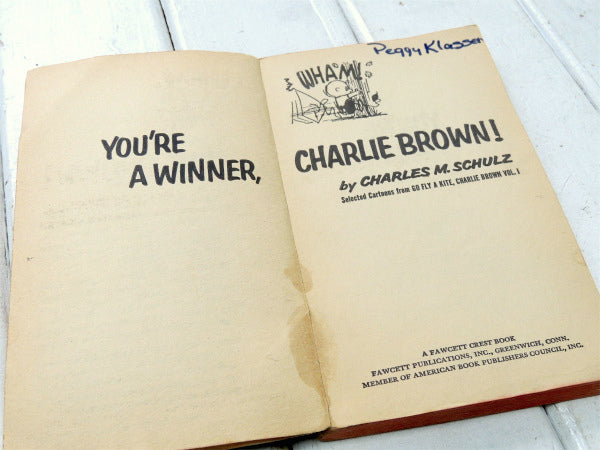 YOU'RE
A WINNER,
Peggy Klassen
WHAM!
CHARLIE BROWN!
by CHARLES M. SCHULZ
Selected Cartoons from GO FLY A KITE, CHARLIE BROWN VOL. I
A FAWCETT CREST BOOK
FAWCETT PUBLICATIONS, INC., GREENWICH, CONN.
MEMBER OF AMERICAN BOOK PUBLISHERS COUNCIL, INC.